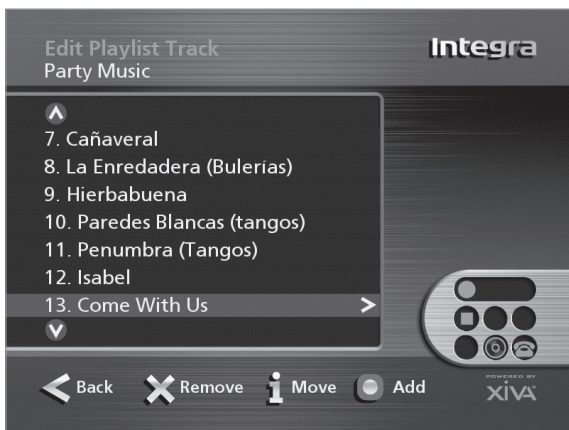 Edit Playlist Track
Integra
Party Music
7. Cañaveral
8. La Enredadera (Bulerías)
9. Hierbabuena
10. Paredes Blancas (tangos)
11. Penumbra (Tangos)
12. Isabel
13. Come With Us >
Back Remove i Move Add
POWERED BY
XiVA